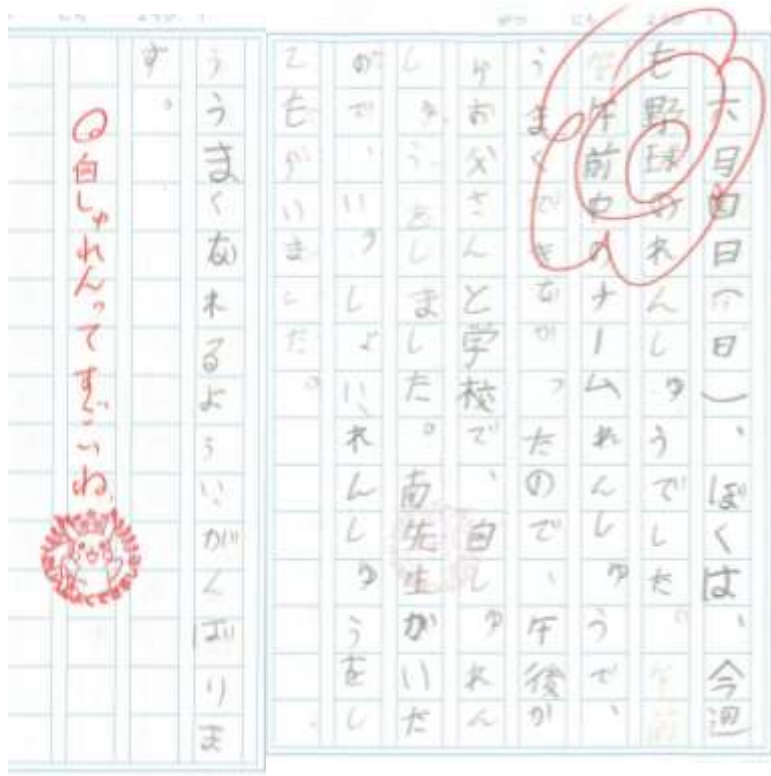 六月四日(日)、ぼくは、今週
も野球のれんしゅうでした。
午前中のチームれんしゅうで、
うまくできなかったので、午後か
らお父さんと学校で、自しゅれん
しゅうをしました。南先生がいた
ので、いっしょに、れんしゅうをし
てもらいました。
ううまくなれるように、がんばりま
す。
自しゅれんってすごいね。